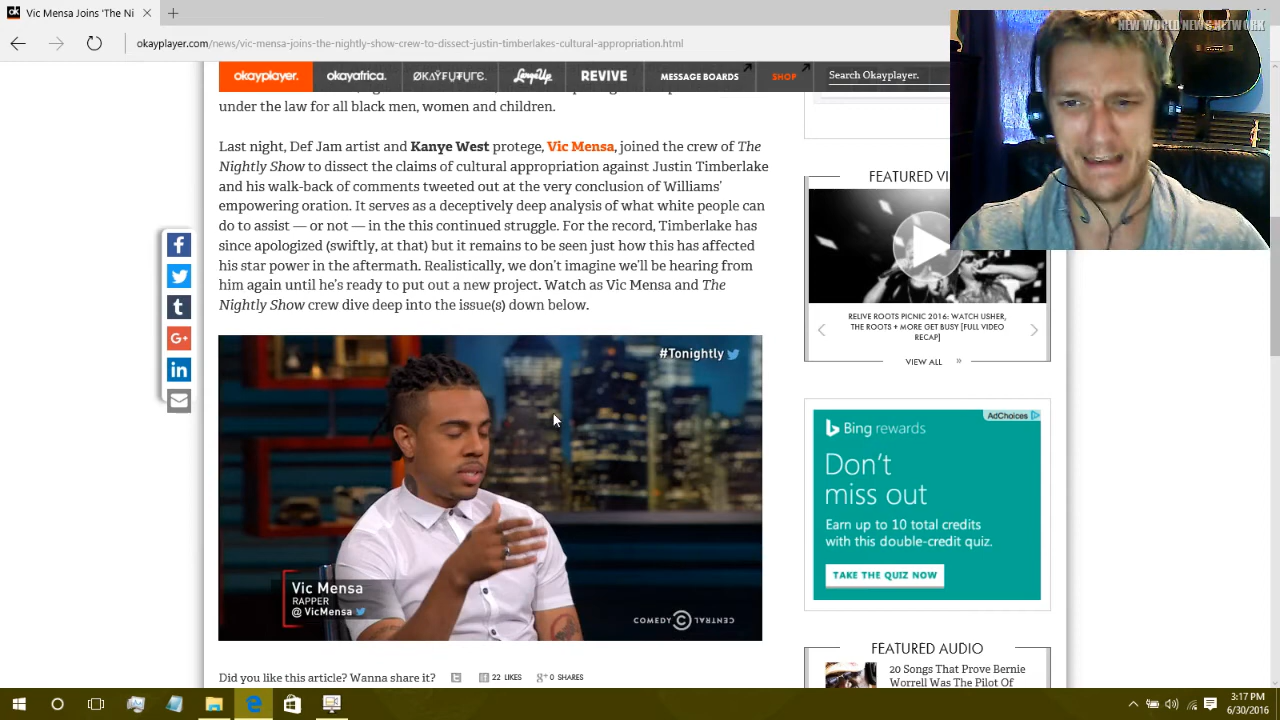 ok Okayplayer. Vic Mensa Joins 'The Ni
NEW WORLD NEWS NETWORK
okayplayer.com/news/vic-mensa-joins-the-nightly-show-crew-to-dissect-justin-timberlakes-cultural-appropriation.html
okayplayer. okayafrica. ØKAYFUTURE. LargeUp REVIVE MESSAGE BOARDS SHOP Search Okayplayer.
under the law for all black men, women and children.
Last night, Def Jam artist and Kanye West protege, Vic Mensa, joined the crew of The
Nightly Show to dissect the claims of cultural appropriation against Justin Timberlake
and his walk-back of comments tweeted out at the very conclusion of Williams'
empowering oration. It serves as a deceptively deep analysis of what white people can
do to assist — or not — in the this continued struggle. For the record, Timberlake has
since apologized (swiftly, at that) but it remains to be seen just how this has affected
his star power in the aftermath. Realistically, we don't imagine we'll be hearing from
him again until he's ready to put out a new project. Watch as Vic Mensa and The
Nightly Show crew dive deep into the issue(s) down below.
#Tonightly
Vic Mensa
RAPPER
@VicMensa
COMEDY CENTRAL
Did you like this article? Wanna share it? 22 LIKES 0 SHARES
FEATURED VI
RELIVE ROOTS PICNIC 2016: WATCH USHER,
THE ROOTS + MORE GET BUSY [FULL VIDEO
RECAP]
VIEW ALL »
AdChoices
Bing rewards
Don't
miss out
Earn up to 10 total credits
with this double-credit quiz.
TAKE THE QUIZ NOW
FEATURED AUDIO
20 Songs That Prove Bernie
Worrell Was The Pilot Of
3:17 PM
6/30/2016